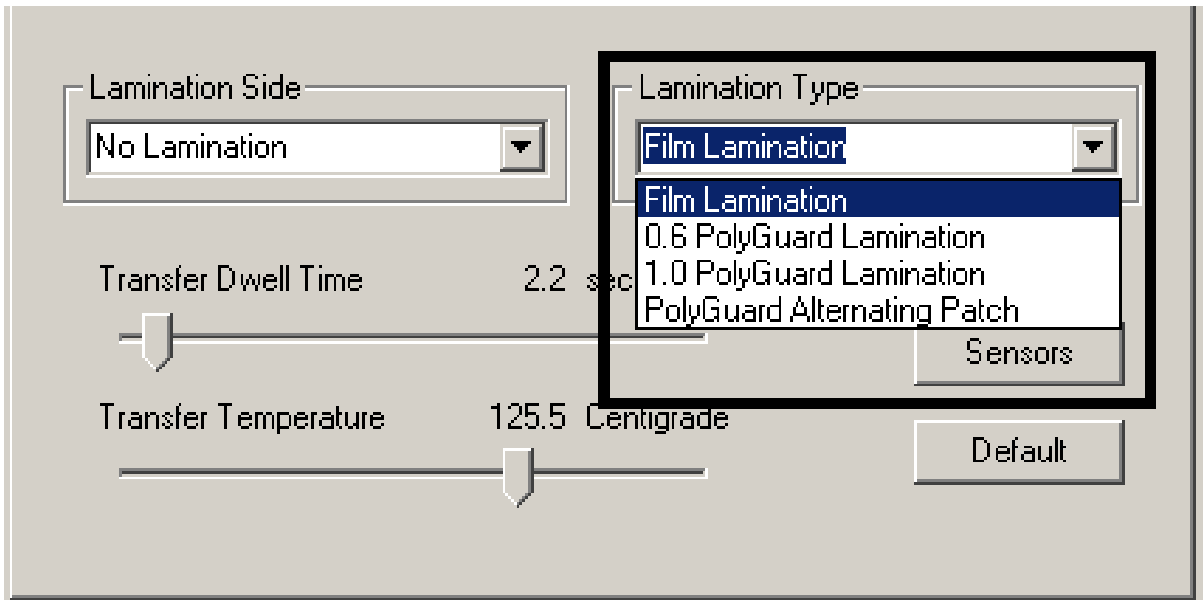 Lamination Side
No Lamination
Lamination Type
Film Lamination
Film Lamination
0.6 PolyGuard Lamination
1.0 PolyGuard Lamination
PolyGuard Alternating Patch
Transfer Dwell Time 2.2 sec
Sensors
Transfer Temperature 125.5 Centigrade
Default